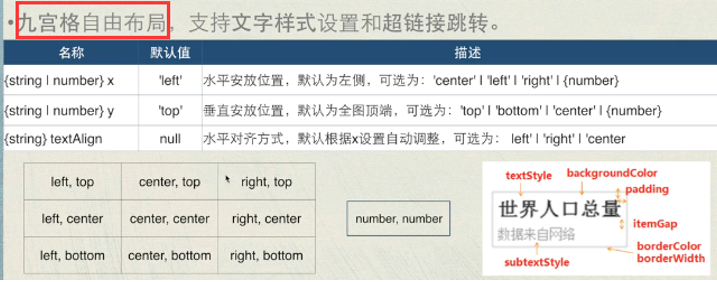 •九宫格自由布局，支持文字样式设置和超链接跳转。
名称 默认值 描述
{string | number} x 'left' 水平安放位置，默认为左侧，可选为：'center' | 'left' | 'right' | {number}
{string | number} y 'top' 垂直安放位置，默认为全图顶端，可选为：'top' | 'bottom' | 'center' | {number}
{string} textAlign null 水平对齐方式，默认根据x设置自动调整，可选为： left' | 'right' | 'center
left, top center, top right, top
left, center center, center right, center
left, bottom center, bottom right, bottom
number, number
textStyle backgroundColor
padding
世界人口总量
itemGap
数据来自网络
borderColor
subtextStyle borderWidth